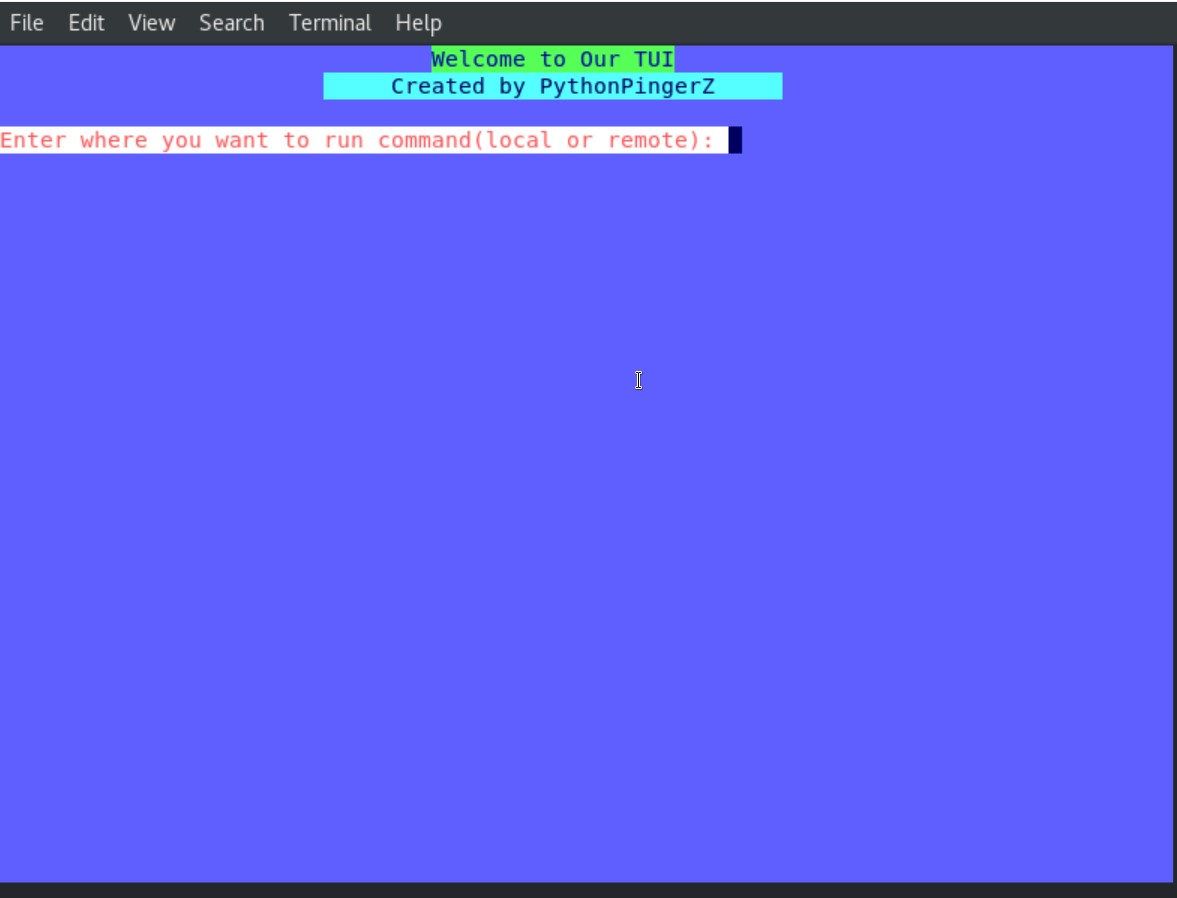 File Edit View Search Terminal Help
Welcome to Our TUI
Created by PythonPingerZ
Enter where you want to run command(local or remote):